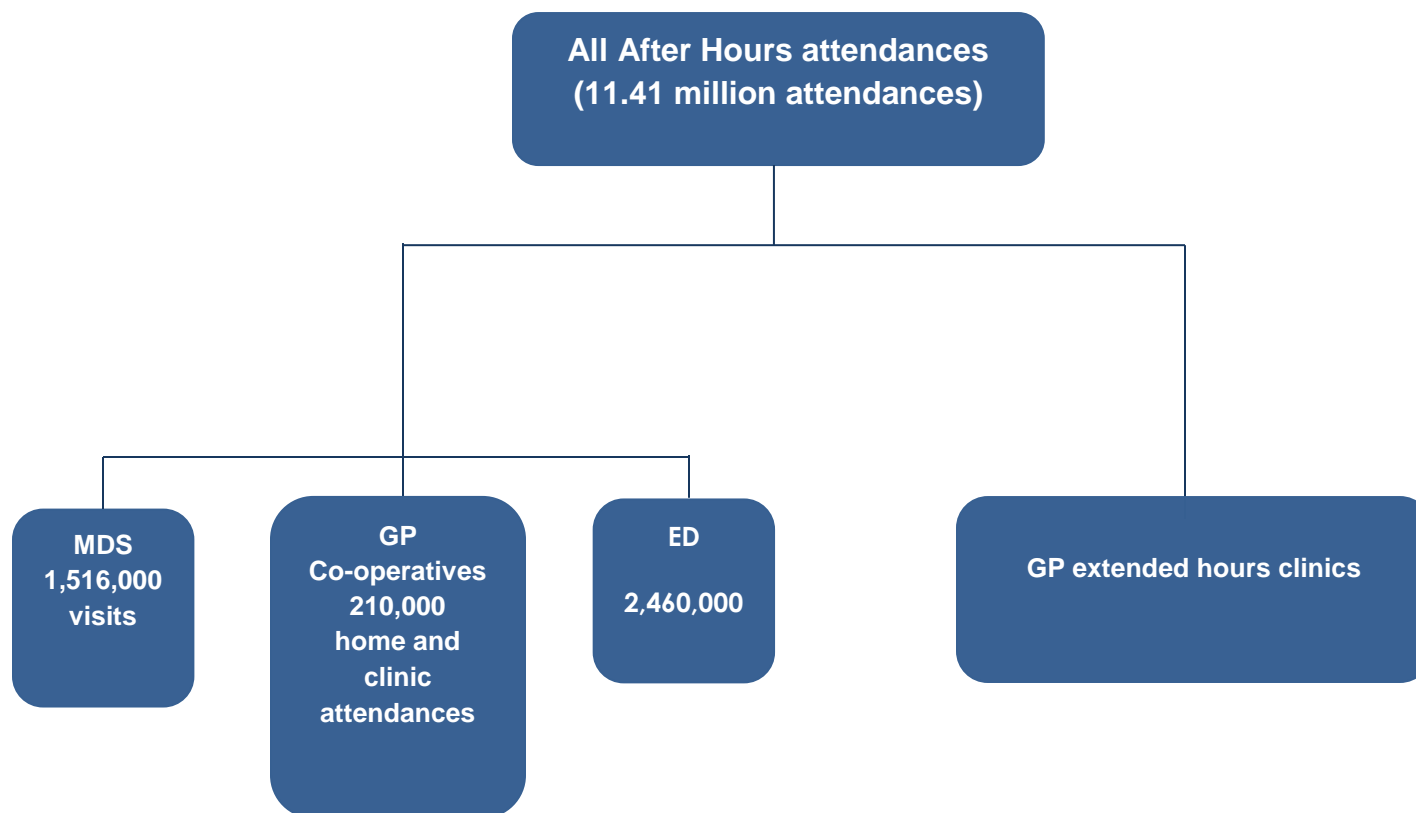 All After Hours attendances
(11.41 million attendances)
MDS
1,516,000
visits
GP
Co-operatives
210,000
home and
clinic
attendances
ED
2,460,000
GP extended hours clinics